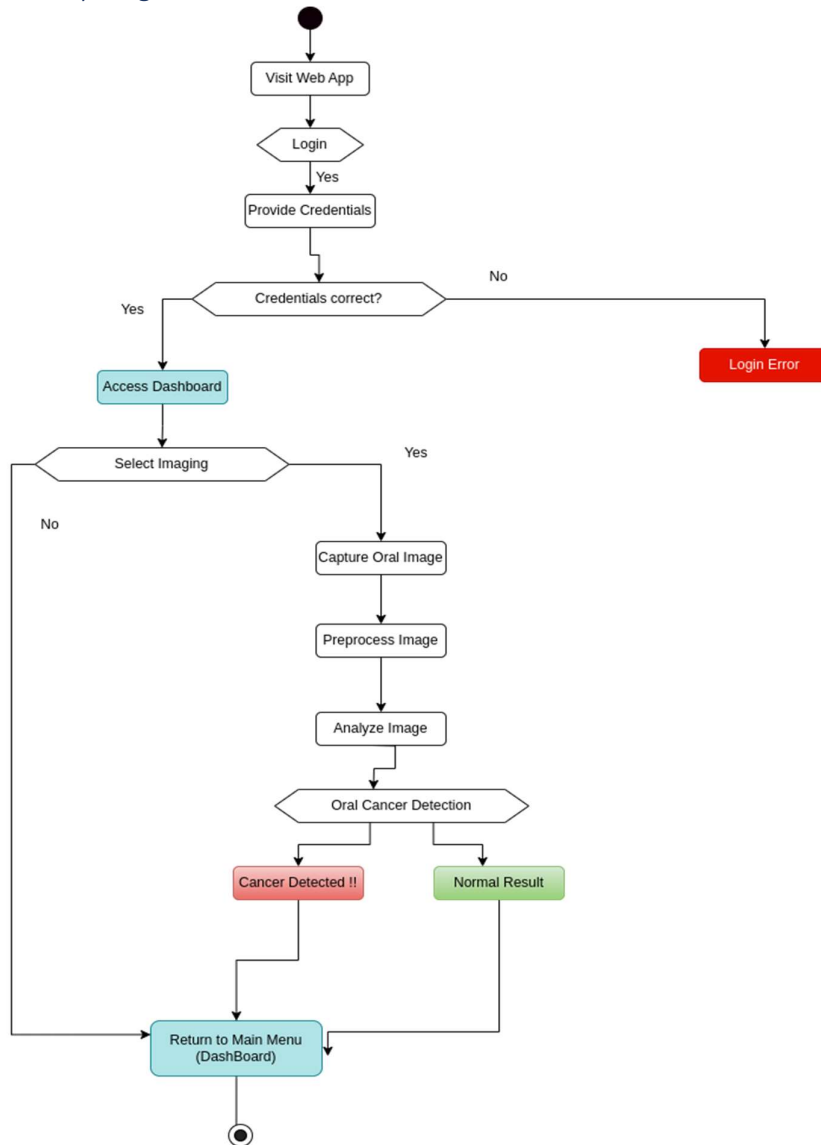 Visit Web App
Login
Yes
Provide Credentials
Credentials correct?
No
Yes
Login Error
Access Dashboard
Select Imaging
Yes
No
Capture Oral Image
Preprocess Image
Analyze Image
Oral Cancer Detection
Cancer Detected !!
Normal Result
Return to Main Menu
(DashBoard)